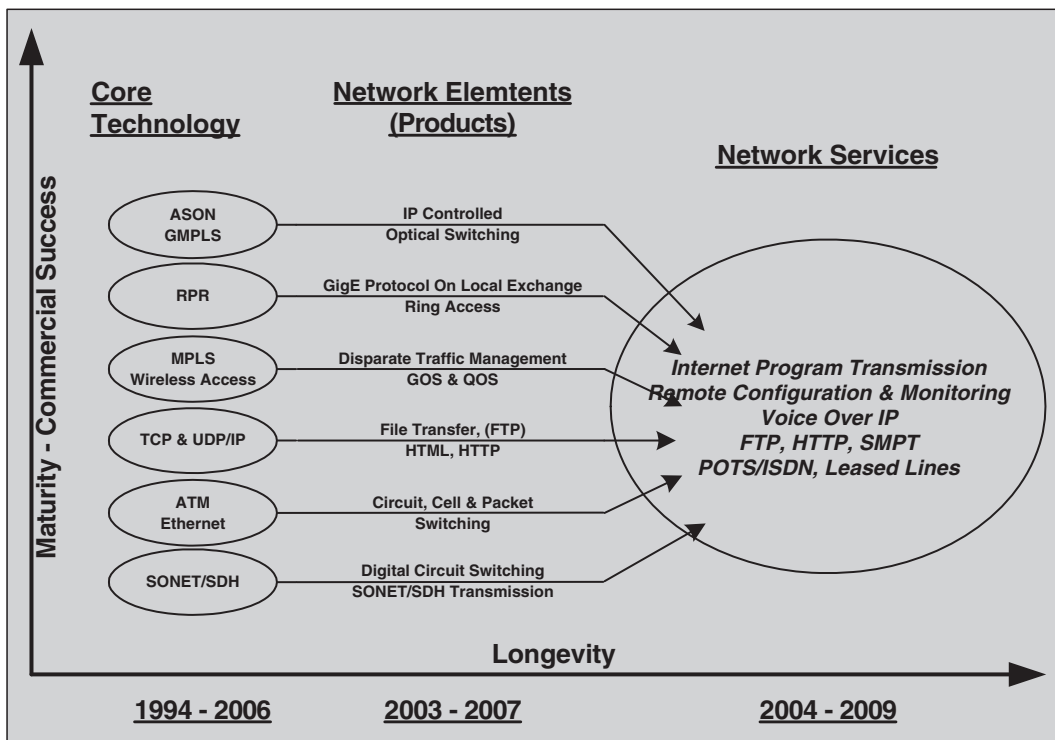 Core
Technology
Network Elemtents
(Products)
Network Services
Maturity - Commercial Success
ASON
GMPLS
IP Controlled
Optical Switching
RPR
GigE Protocol On Local Exchange
Ring Access
MPLS
Wireless Access
Disparate Traffic Management
GOS & QOS
TCP & UDP/IP
File Transfer, (FTP)
HTML, HTTP
ATM
Ethernet
Circuit, Cell & Packet
Switching
SONET/SDH
Digital Circuit Switching
SONET/SDH Transmission
Internet Program Transmission
Remote Configuration & Monitoring
Voice Over IP
FTP, HTTP, SMPT
POTS/ISDN, Leased Lines
Longevity
1994 - 2006
2003 - 2007
2004 - 2009